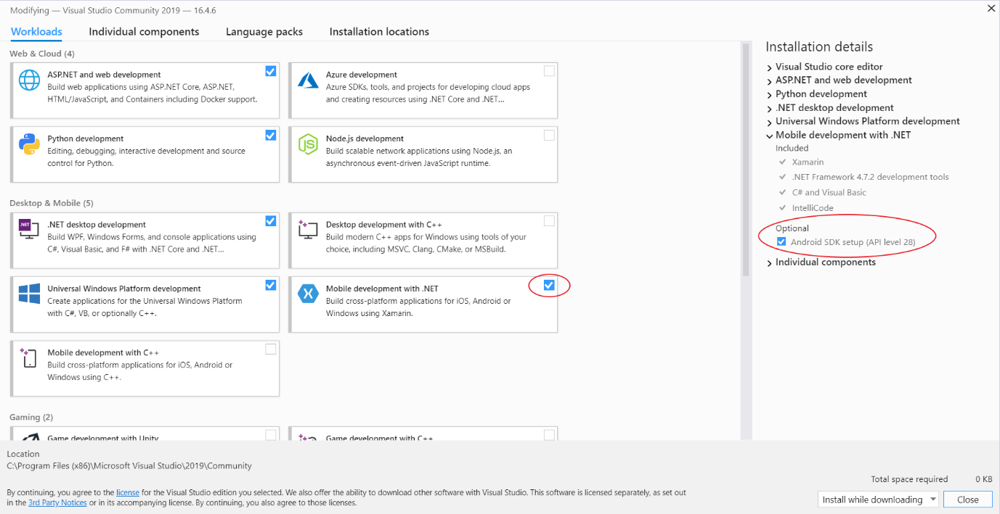 Modifying — Visual Studio Community 2019 — 16.4.6
Workloads
Individual components
Language packs
Installation locations
Web & Cloud (4)
ASP.NET and web development
Build web applications using ASP.NET Core, ASP.NET,
HTML/JavaScript, and Containers including Docker support.
Azure development
Azure SDKs, tools, and projects for developing cloud apps
and creating resources using .NET Core and .NET...
Python development
Editing, debugging, interactive development and source
control for Python.
JS
Node.js development
Build scalable network applications using Node.js, an
asynchronous event-driven JavaScript runtime.
Desktop & Mobile (5)
.NET
.NET desktop development
Build WPF, Windows Forms, and console applications using
C#, Visual Basic, and F# with .NET Core and .NET...
Desktop development with C++
Build modern C++ apps for Windows using tools of your
choice, including MSVC, Clang, CMake, or MSBuild.
Universal Windows Platform development
Create applications for the Universal Windows Platform
with C#, VB, or optionally C++.
Mobile development with .NET
Build cross-platform applications for iOS, Android or
Windows using Xamarin.
Mobile development with C++
Build cross-platform applications for iOS, Android or
Windows using C++.
Gaming (2)
Game development with Unity
Game development with C++
Installation details
Visual Studio core editor
ASP.NET and web development
Python development
.NET desktop development
Universal Windows Platform development
Mobile development with .NET
Included
Xamarin
.NET Framework 4.7.2 development tools
C# and Visual Basic
IntelliCode
Optional
Android SDK setup (API level 28)
Individual components
Location
C:\Program Files (x86)\Microsoft Visual Studio\2019\Community
By continuing, you agree to the license for the Visual Studio edition you selected. We also offer the ability to download other software with Visual Studio. This software is licensed separately, as set out
in the 3rd Party Notices or in its accompanying license. By continuing, you also agree to those licenses.
Total space required 0 KB
Install while downloading
Close